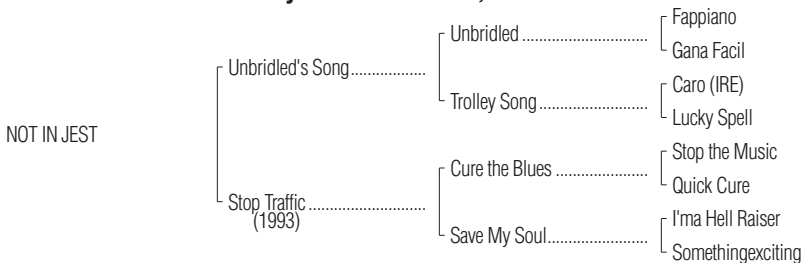 Unbridled .............................. Fappiano
Gana Facil
Unbridled's Song..................
Trolley Song.......................... Caro (IRE)
Lucky Spell
NOT IN JEST
Cure the Blues ...................... Stop the Music
Quick Cure
Stop Traffic ............................
(1993)
Save My Soul........................ I'ma Hell Raiser
Somethingexciting